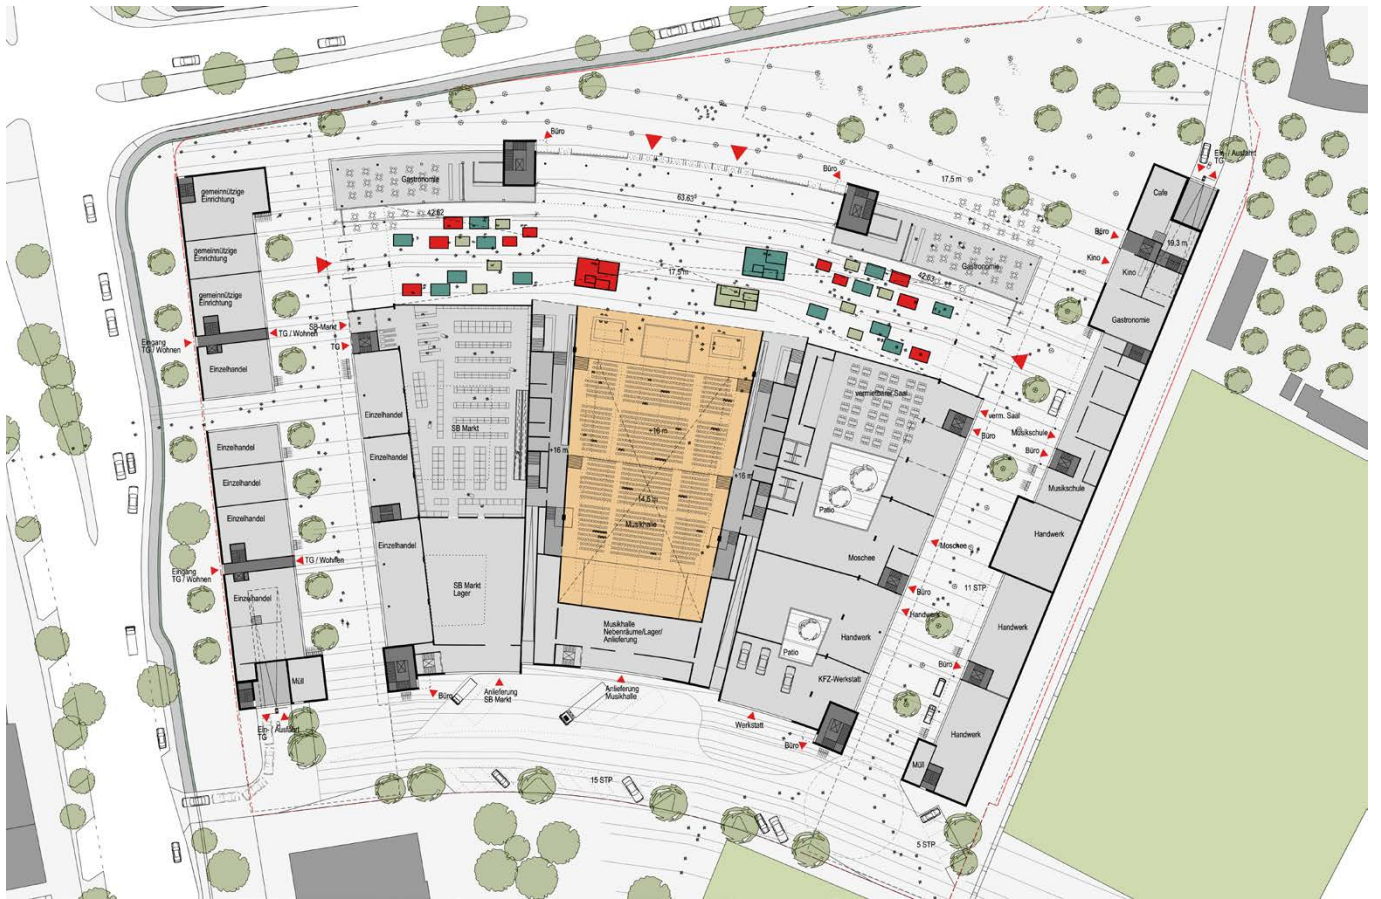 Büro
Gastronomie
42.62
63.63⁵
17,5 m
Büro
17,5 m
Gastronomie
42.63
Ein- / Ausfahrt
TG
Cafe
Büro
19,3 m
Kino
Kino
Gastronomie
gemeinnützige
Einrichtung
gemeinnützige
Einrichtung
gemeinnützige
Einrichtung
SB-Markt
TG / Wohnen
TG
Eingang
TG / Wohnen
Einzelhandel
Einzelhandel
Einzelhandel
Einzelhandel
Einzelhandel
Einzelhandel
Einzelhandel
Einzelhandel
TG / Wohnen
Eingang
TG / Wohnen
Müll
Ein- / Ausfahrt
TG
SB Markt
SB Markt
Lager
+16 m
+16 m
+16 m
14,6 m
Musikhalle
Musikhalle
Nebenräume/Lager/
Anlieferung
vermietbarer Saal
verm. Saal
Büro
Musikschule
Büro
Musikschule
Patio
Moschee
Moschee
Handwerk
11 STP
Büro
Handwerk
Handwerk
Handwerk
Patio
KFZ-Werkstatt
Büro
Handwerk
Müll
Büro
Anlieferung
SB Markt
Anlieferung
Musikhalle
Werkstatt
Büro
15 STP
5 STP